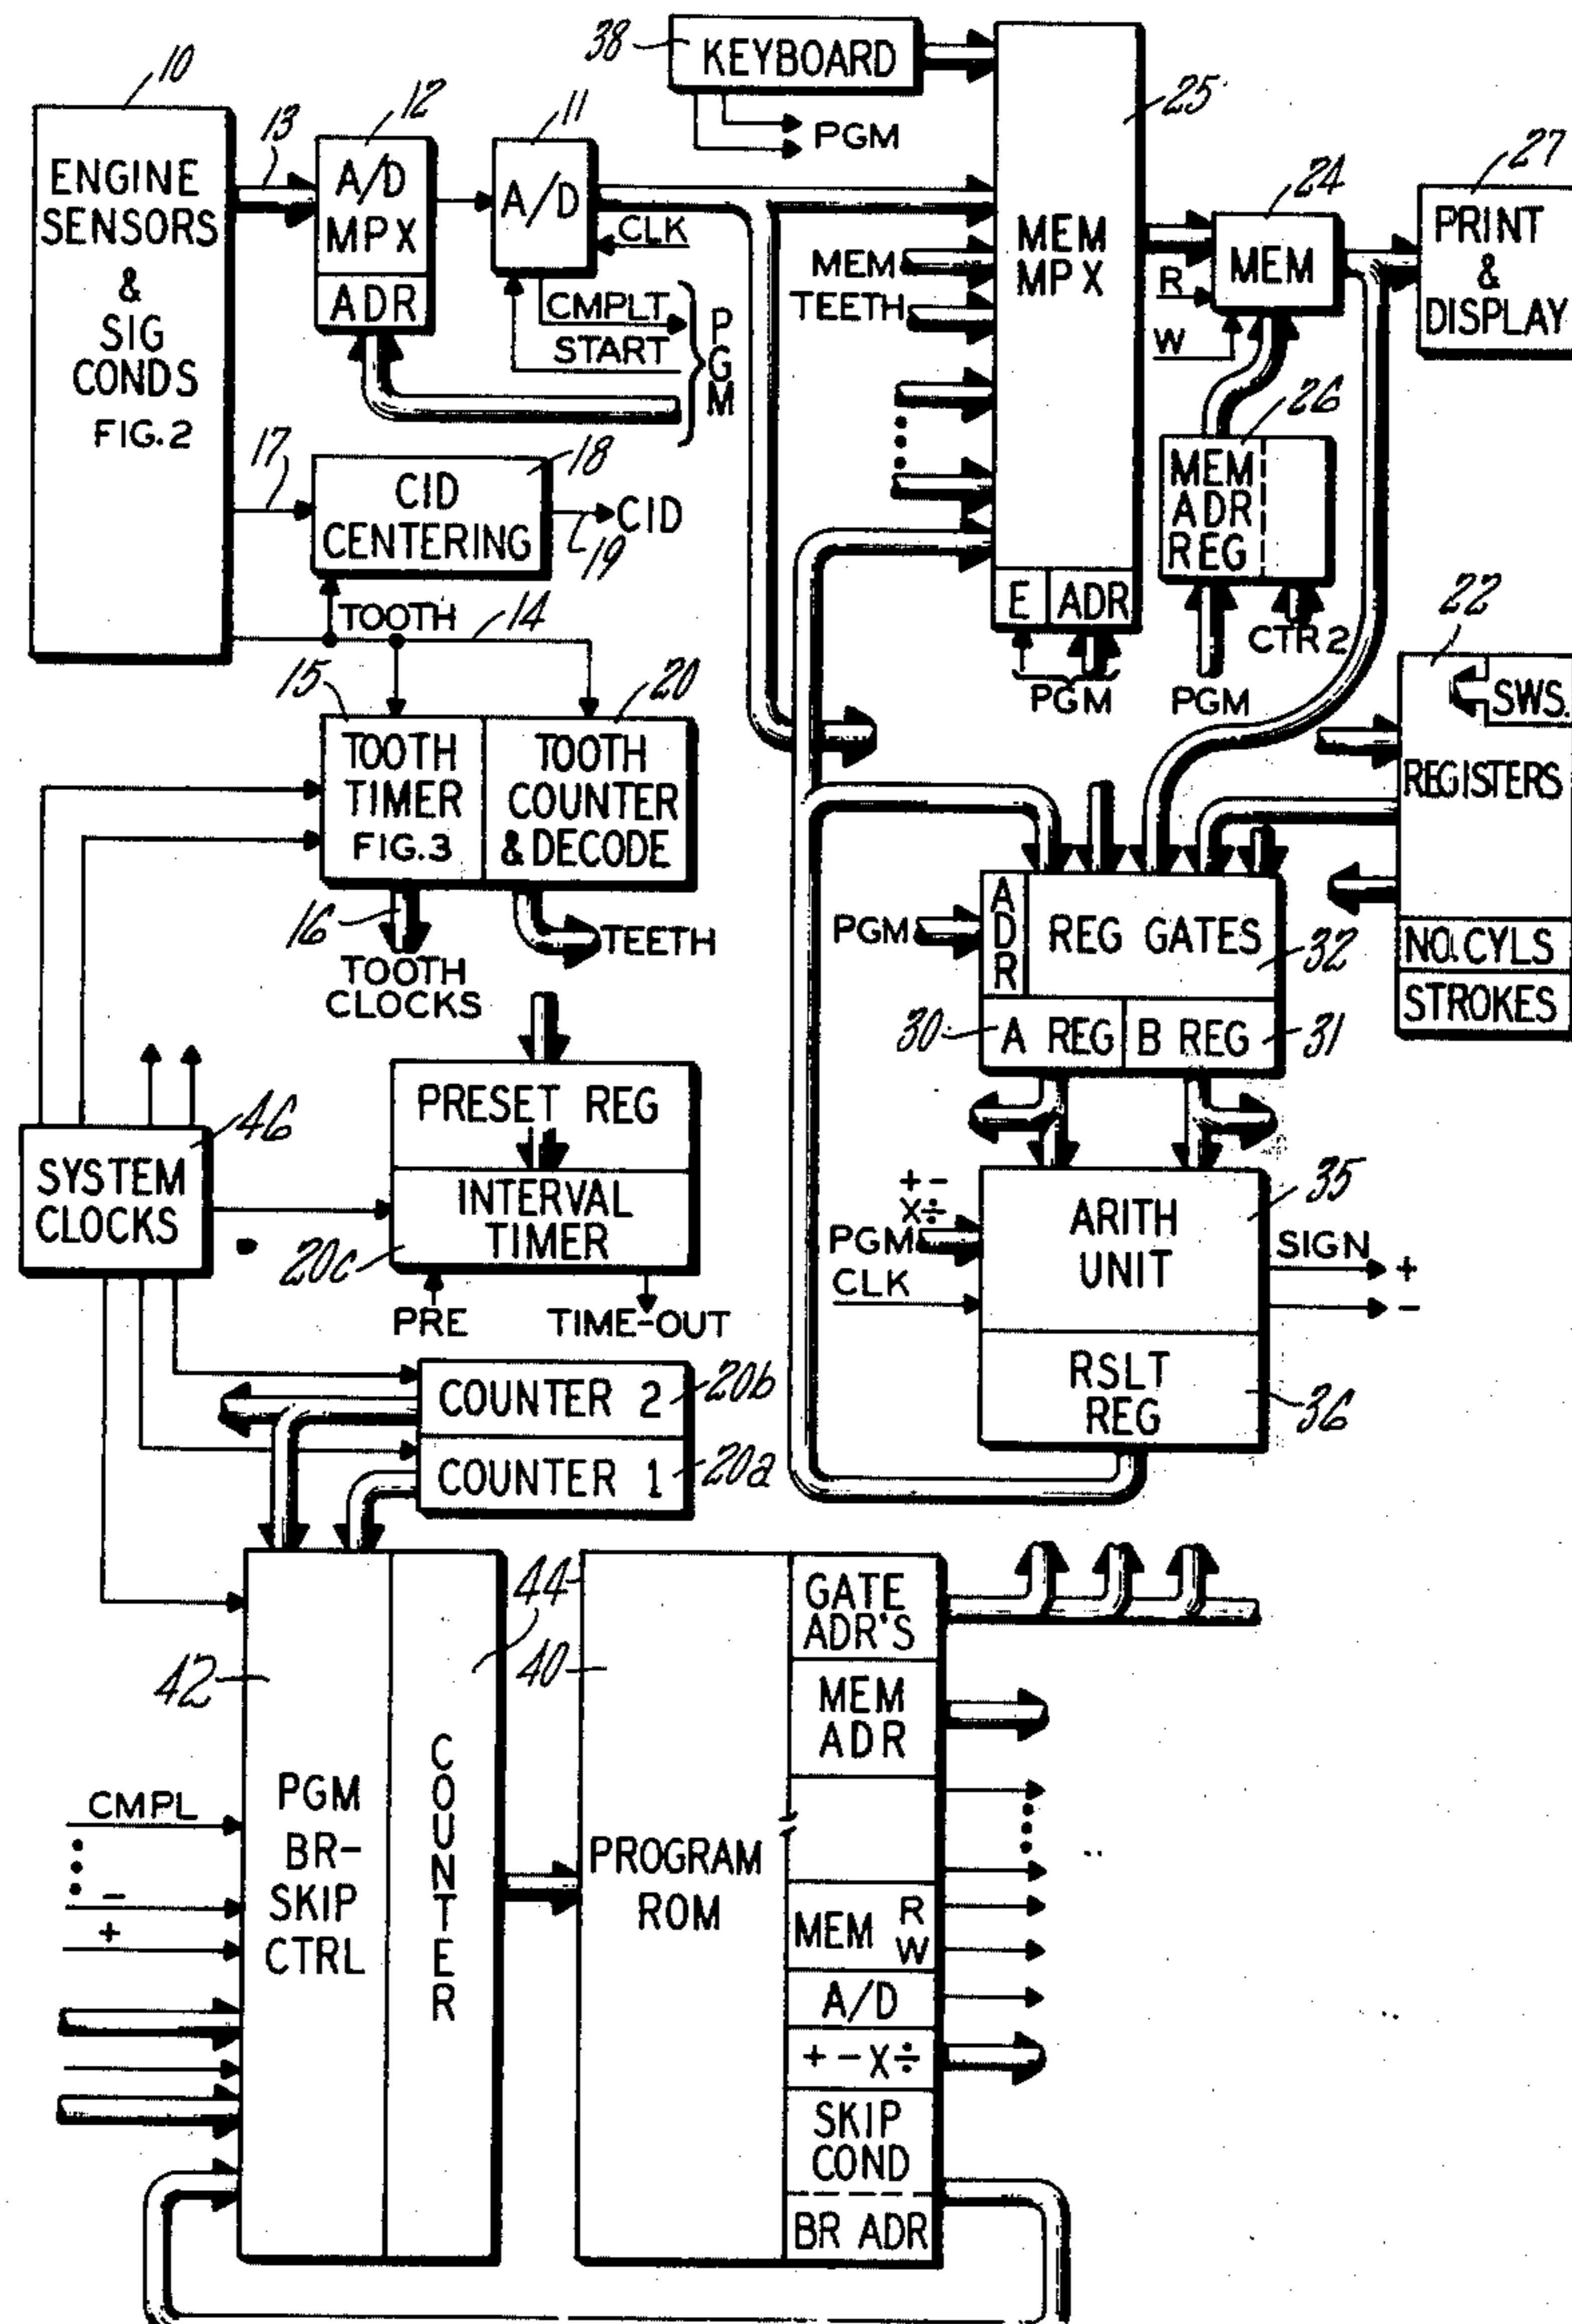 10
ENGINE
SENSORS
&
SIG
CONDS
FIG.2
13
12
A/D
MPX
ADR
11
A/D
CLK
CMPLT
START
PGM
38
KEYBOARD
PGM
25
MEM
MPX
MEM
TEETH
E
ADR
PGM
24
MEM
R
W
27
PRINT
&
DISPLAY
26
MEM
ADR
REG
PGM
CTR2
17
18
CID
CENTERING
CID
19
TOOTH
14
15
TOOTH
TIMER
FIG.3
20
TOOTH
COUNTER
& DECODE
16
TOOTH
CLOCKS
TEETH
22
SWS.
REGISTERS
NO.CYLS
STROKES
PGM
ADR
REG GATES
32
30
A REG
B REG
31
46
SYSTEM
CLOCKS
PRESET REG
INTERVAL
TIMER
20c
PRE
TIME-OUT
+ -
X÷
PGM
CLK
35
ARITH
UNIT
SIGN
+
-
RSLT
REG
36
COUNTER 2
20b
COUNTER 1
20a
42
44
PGM
BR-
SKIP
CTRL
COUNTER
CMPL
-
+
40
PROGRAM
ROM
GATE
ADR'S
MEM
ADR
MEM R
W
A/D
+ - X ÷
SKIP
COND
BR ADR